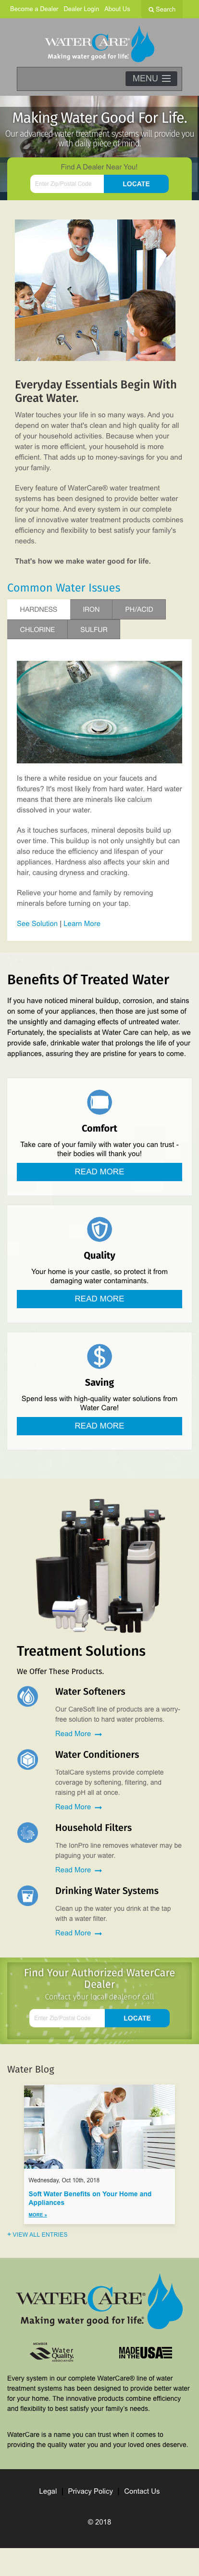 Become a Dealer Dealer Login About Us Search
WATERCARE®
Making water good for life.
MENU
Making Water Good For Life.
Our advanced water treatment systems will provide you
with daily piece of mind.
Find A Dealer Near You!
Enter Zip/Postal Code LOCATE
Everyday Essentials Begin With
Great Water.
Water touches your life in so many ways. And you
depend on water that's clean and high quality for all
of your household activities. Because when your
water is more efficient, your household is more
efficient. That adds up to money-savings for you and
your family.
Every feature of WaterCare® water treatment
systems has been designed to provide better water
for your home. And every system in our complete
line of innovative water treatment products combines
efficiency and flexibility to best satisfy your family's
needs.
That's how we make water good for life.
Common Water Issues
HARDNESS IRON PH/ACID
CHLORINE SULFUR
Is there a white residue on your faucets and
fixtures? It's most likely from hard water. Hard water
means that there are minerals like calcium
dissolved in your water.
As it touches surfaces, mineral deposits build up
over time. This buildup is not only unsightly but can
also reduce the efficiency and lifespan of your
appliances. Hardness also affects your skin and
hair, causing dryness and cracking.
Relieve your home and family by removing
minerals before turning on your tap.
See Solution | Learn More
Benefits Of Treated Water
If you have noticed mineral buildup, corrosion, and stains
on some of your appliances, then those are just some of
the unsightly and damaging effects of untreated water.
Fortunately, the specialists at Water Care can help, as we
provide safe, drinkable water that prolongs the life of your
appliances, assuring they are pristine for years to come.
Comfort
Take care of your family with water you can trust -
their bodies will thank you!
READ MORE
Quality
Your home is your castle, so protect it from
damaging water contaminants.
READ MORE
Saving
Spend less with high-quality water solutions from
Water Care!
READ MORE
Treatment Solutions
We Offer These Products.
Water Softeners
Our CareSoft line of products are a worry-
free solution to hard water problems.
Read More
Water Conditioners
TotalCare systems provide complete
coverage by softening, filtering, and
raising pH all at once.
Read More
Household Filters
The IonPro line removes whatever may be
plaguing your water.
Read More
Drinking Water Systems
Clean up the water you drink at the tap
with a water filter.
Read More
Find Your Authorized WaterCare
Dealer
Contact your local dealer of call
Enter Zip/Postal Code LOCATE
Water Blog
Wednesday, Oct 10th, 2018
Soft Water Benefits on Your Home and
Appliances
MORE »
+ VIEW ALL ENTRIES
WATERCARE®
Making water good for life.
MEMBER
Water Quality
MADE IN THE USA
Every system in our complete WaterCare® line of water
treatment systems has been designed to provide better water
for your home. The innovative products combine efficiency
and flexibility to best satisfy your family's needs.
WaterCare is a name you can trust when it comes to
providing the quality water you and your loved ones deserve.
Legal | Privacy Policy | Contact Us
© 2018